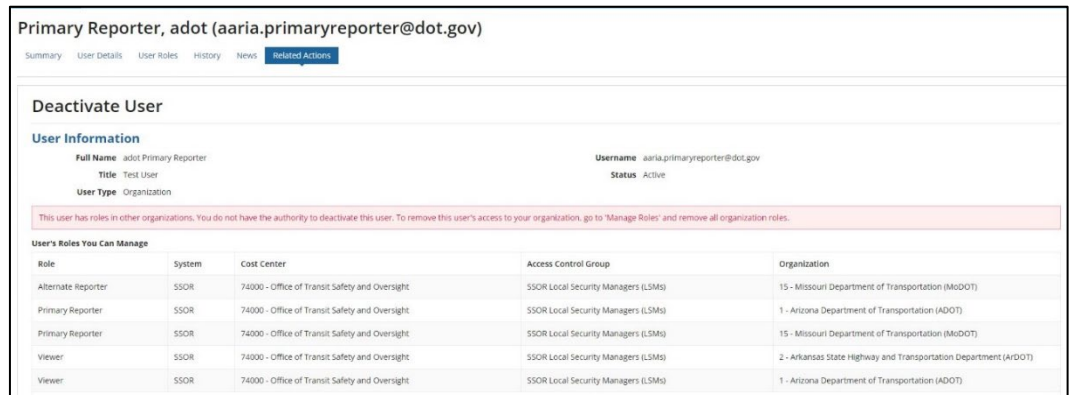 Primary Reporter, adot (aaria.primaryreporter@dot.gov)
Summary User Details User Roles History News Related Actions
Deactivate User
User Information
Full Name adot Primary Reporter Username aaria.primaryreporter@dot.gov
Title Test User Status Active
User Type Organization
This user has roles in other organizations. You do not have the authority to deactivate this user. To remove this user's access to your organization, go to 'Manage Roles' and remove all organization roles.
User's Roles You Can Manage
Role System Cost Center Access Control Group Organization
Alternate Reporter SSOR 74000 - Office of Transit Safety and Oversight SSOR Local Security Managers (LSMs) 15 - Missouri Department of Transportation (MoDOT)
Primary Reporter SSOR 74000 - Office of Transit Safety and Oversight SSOR Local Security Managers (LSMs) 1 - Arizona Department of Transportation (ADOT)
Primary Reporter SSOR 74000 - Office of Transit Safety and Oversight SSOR Local Security Managers (LSMs) 15 - Missouri Department of Transportation (MoDOT)
Viewer SSOR 74000 - Office of Transit Safety and Oversight SSOR Local Security Managers (LSMs) 2 - Arkansas State Highway and Transportation Department (ArDOT)
Viewer SSOR 74000 - Office of Transit Safety and Oversight SSOR Local Security Managers (LSMs) 1 - Arizona Department of Transportation (ADOT)